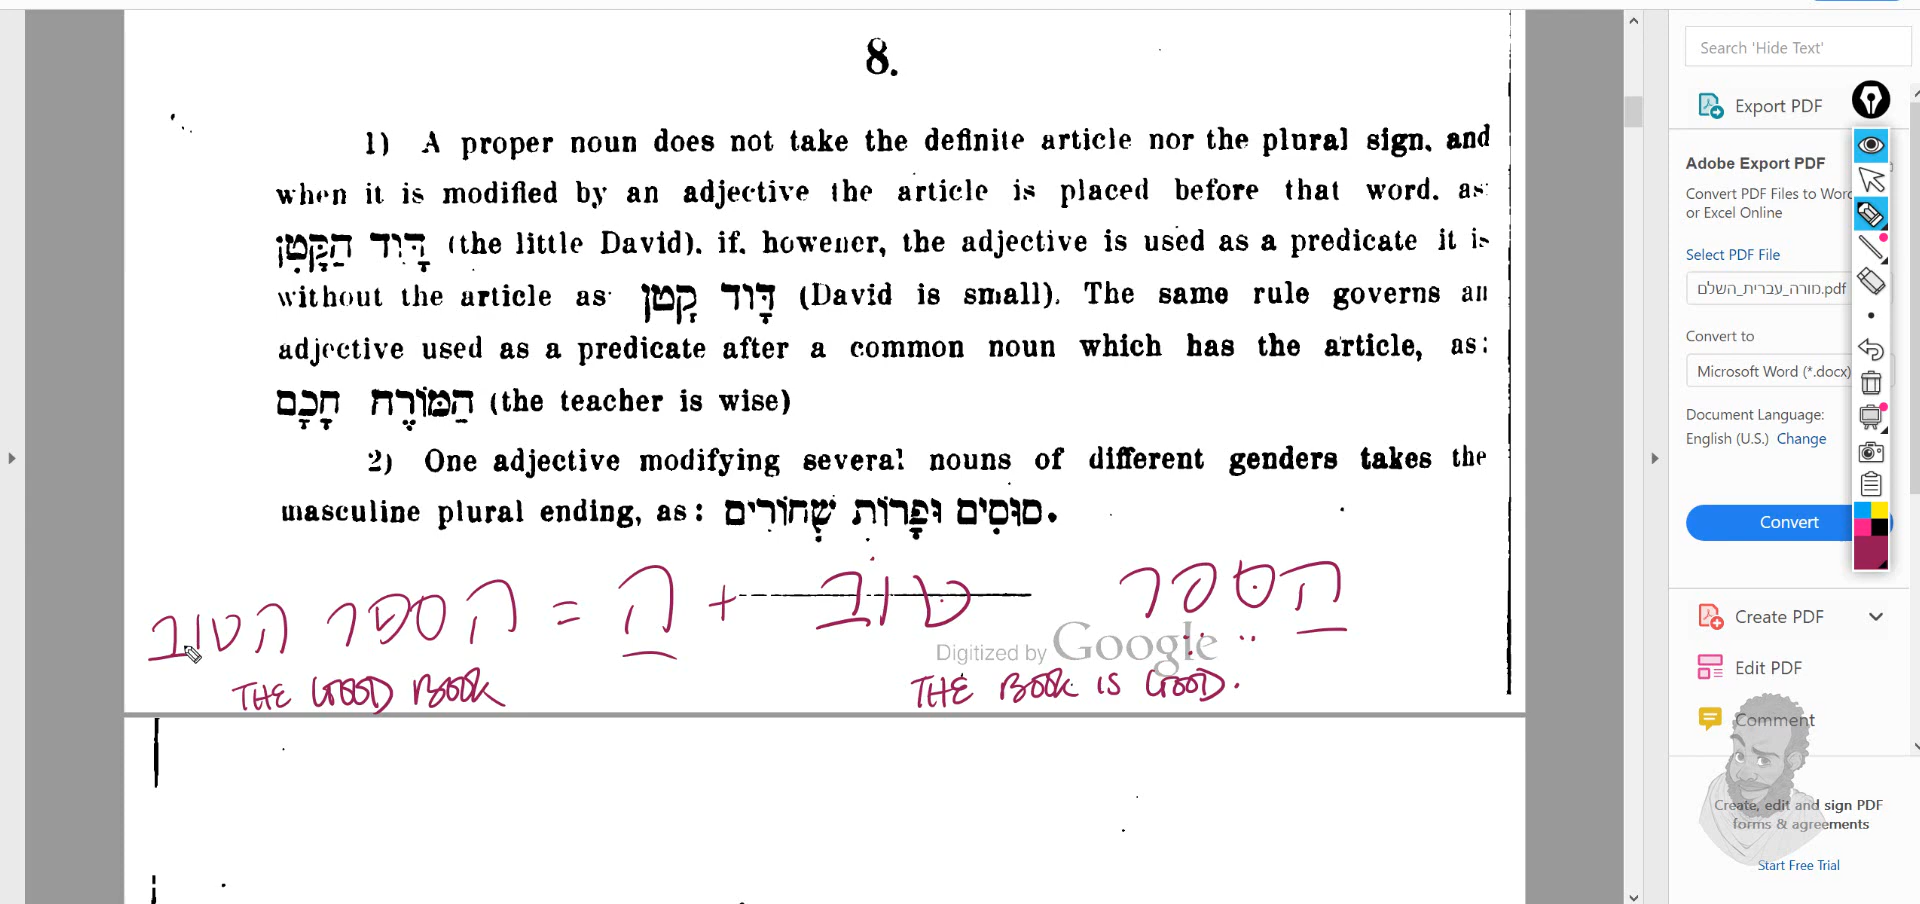 8.
1) A proper noun does not take the definite article nor the plural sign. and
when it is modified by an adjective the article is placed before that word. as:
דָּוִד הַקָּטִן (the little David). if. howener, the adjective is used as a predicate it is
without the article as דָּוִד קָטֹן (David is small). The same rule governs an
adjective used as a predicate after a common noun which has the article, as:
הַמּוֹרֶה חָכָם (the teacher is wise)
2) One adjective modifying several nouns of different genders takes the
masculine plural ending, as: סוּסִים וּפָרוֹת שְׁחוֹרִים.
הַסֵּפֶר טוֹב + הַ = הספר הטוב
Digitized by Google
THE BOOK IS GOOD.
THE GOOD BOOK
Search 'Hide Text'
Export PDF
Adobe Export PDF
Convert PDF Files to Word
or Excel Online
Select PDF File
מורה_עברית_השלם.pdf
Convert to
Microsoft Word (*.docx)
Document Language:
English (U.S.) Change
Convert
Create PDF
Edit PDF
Comment
Create, edit and sign PDF
forms & agreements
Start Free Trial